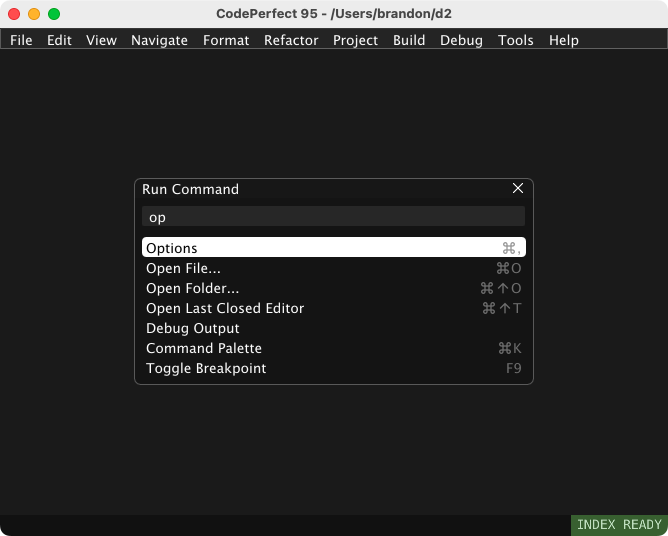 CodePerfect 95 - /Users/brandon/d2
File Edit View Navigate Format Refactor Project Build Debug Tools Help
Run Command
op
Options ⌘,
Open File... ⌘O
Open Folder... ⌘↑O
Open Last Closed Editor ⌘↑T
Debug Output
Command Palette ⌘K
Toggle Breakpoint F9
INDEX READY